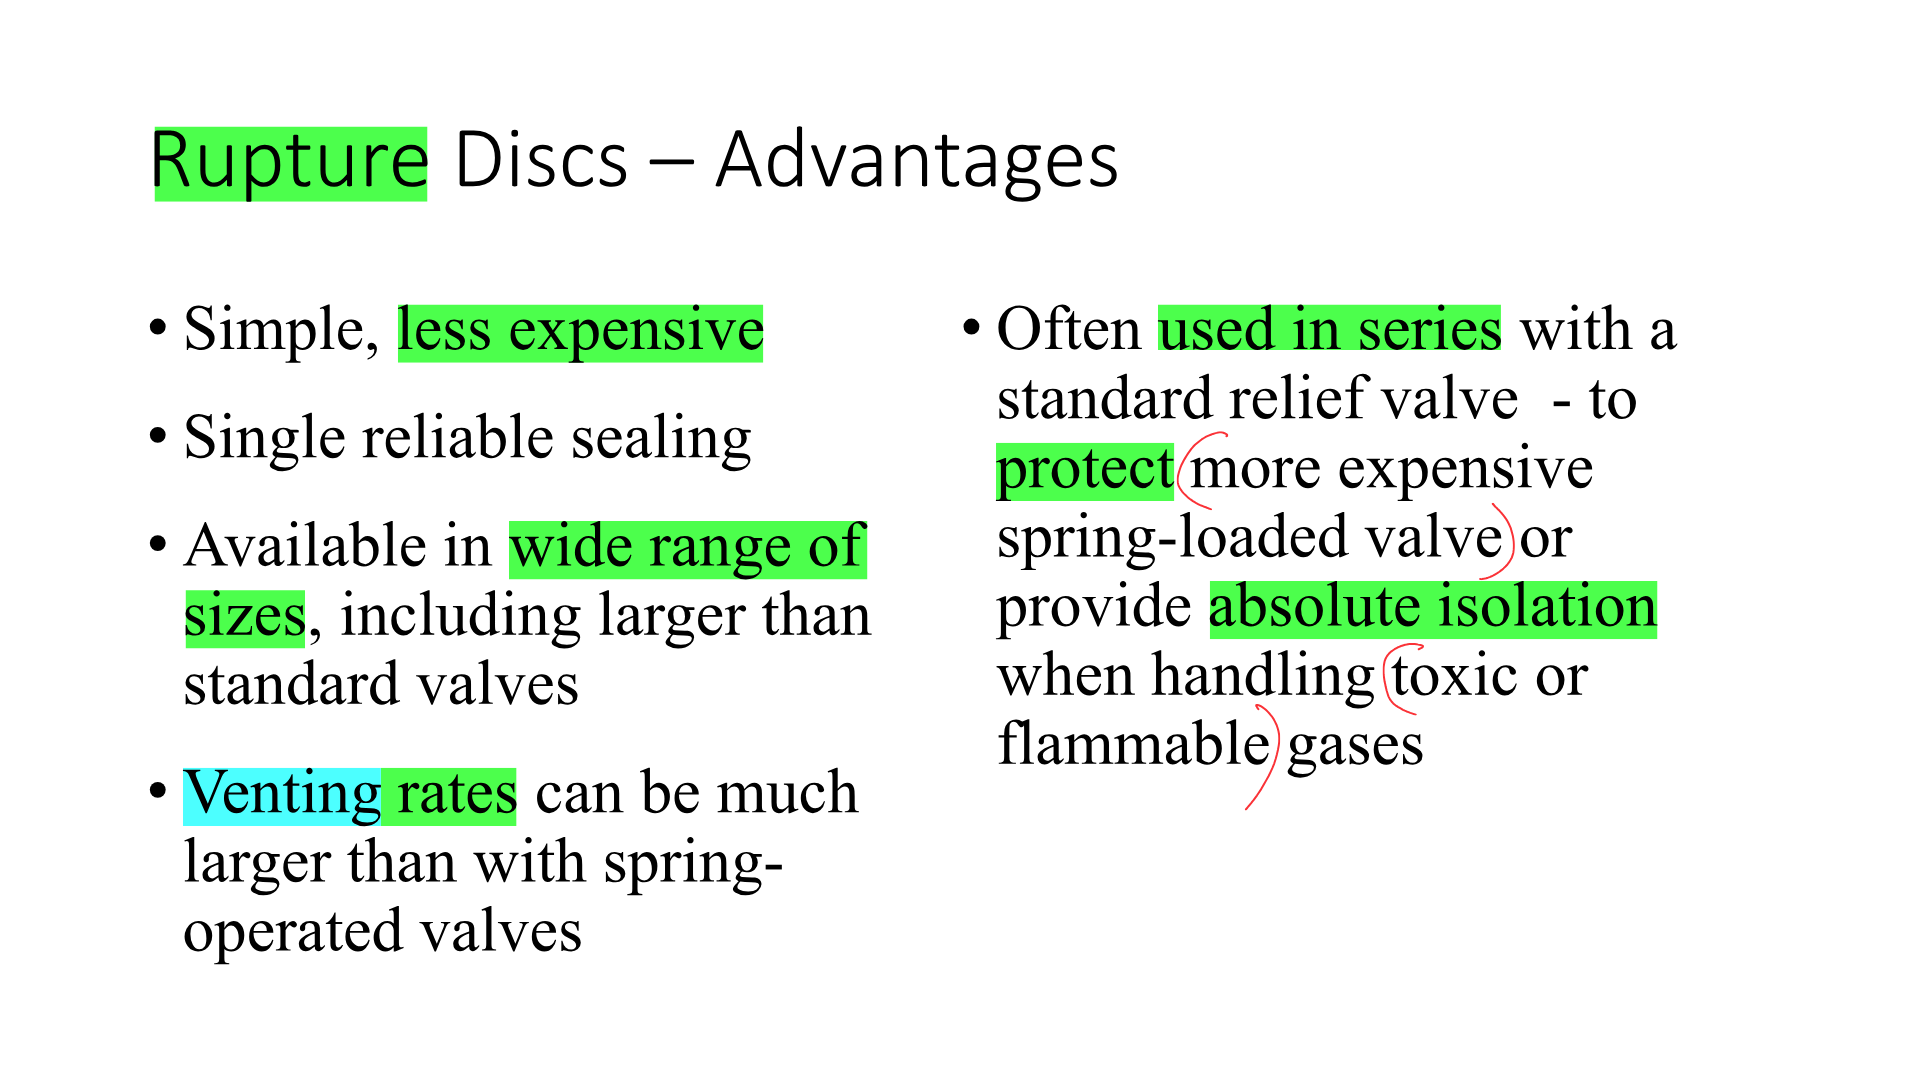 Rupture Discs – Advantages
• Simple, less expensive
• Single reliable sealing
• Available in wide range of
sizes, including larger than
standard valves
• Venting rates can be much
larger than with spring-
operated valves
• Often used in series with a
standard relief valve  - to
protect more expensive
spring-loaded valve or
provide absolute isolation
when handling toxic or
flammable gases